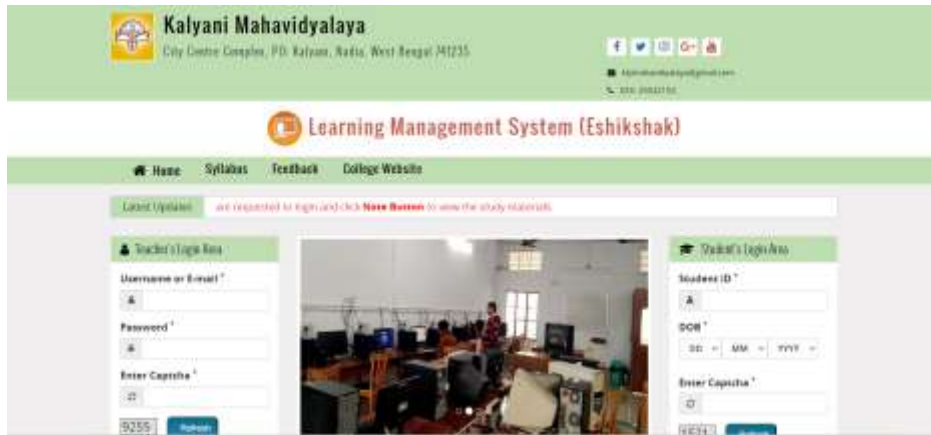 Kalyani Mahavidyalaya
City Centre Complex, P.O. Kalyani, Nadia, West Bengal 741235
Learning Management System (Eshikshak)
Home Syllabus Feedback College Website
Latest Updates are requested to login and click Note Button to view the study materials.
Teacher's Login Area
Username or E-mail *
Password *
Enter Captcha *
9255 Refresh
Student's Login Area
Student ID *
DOB *
DD MM YYYY
Enter Captcha *